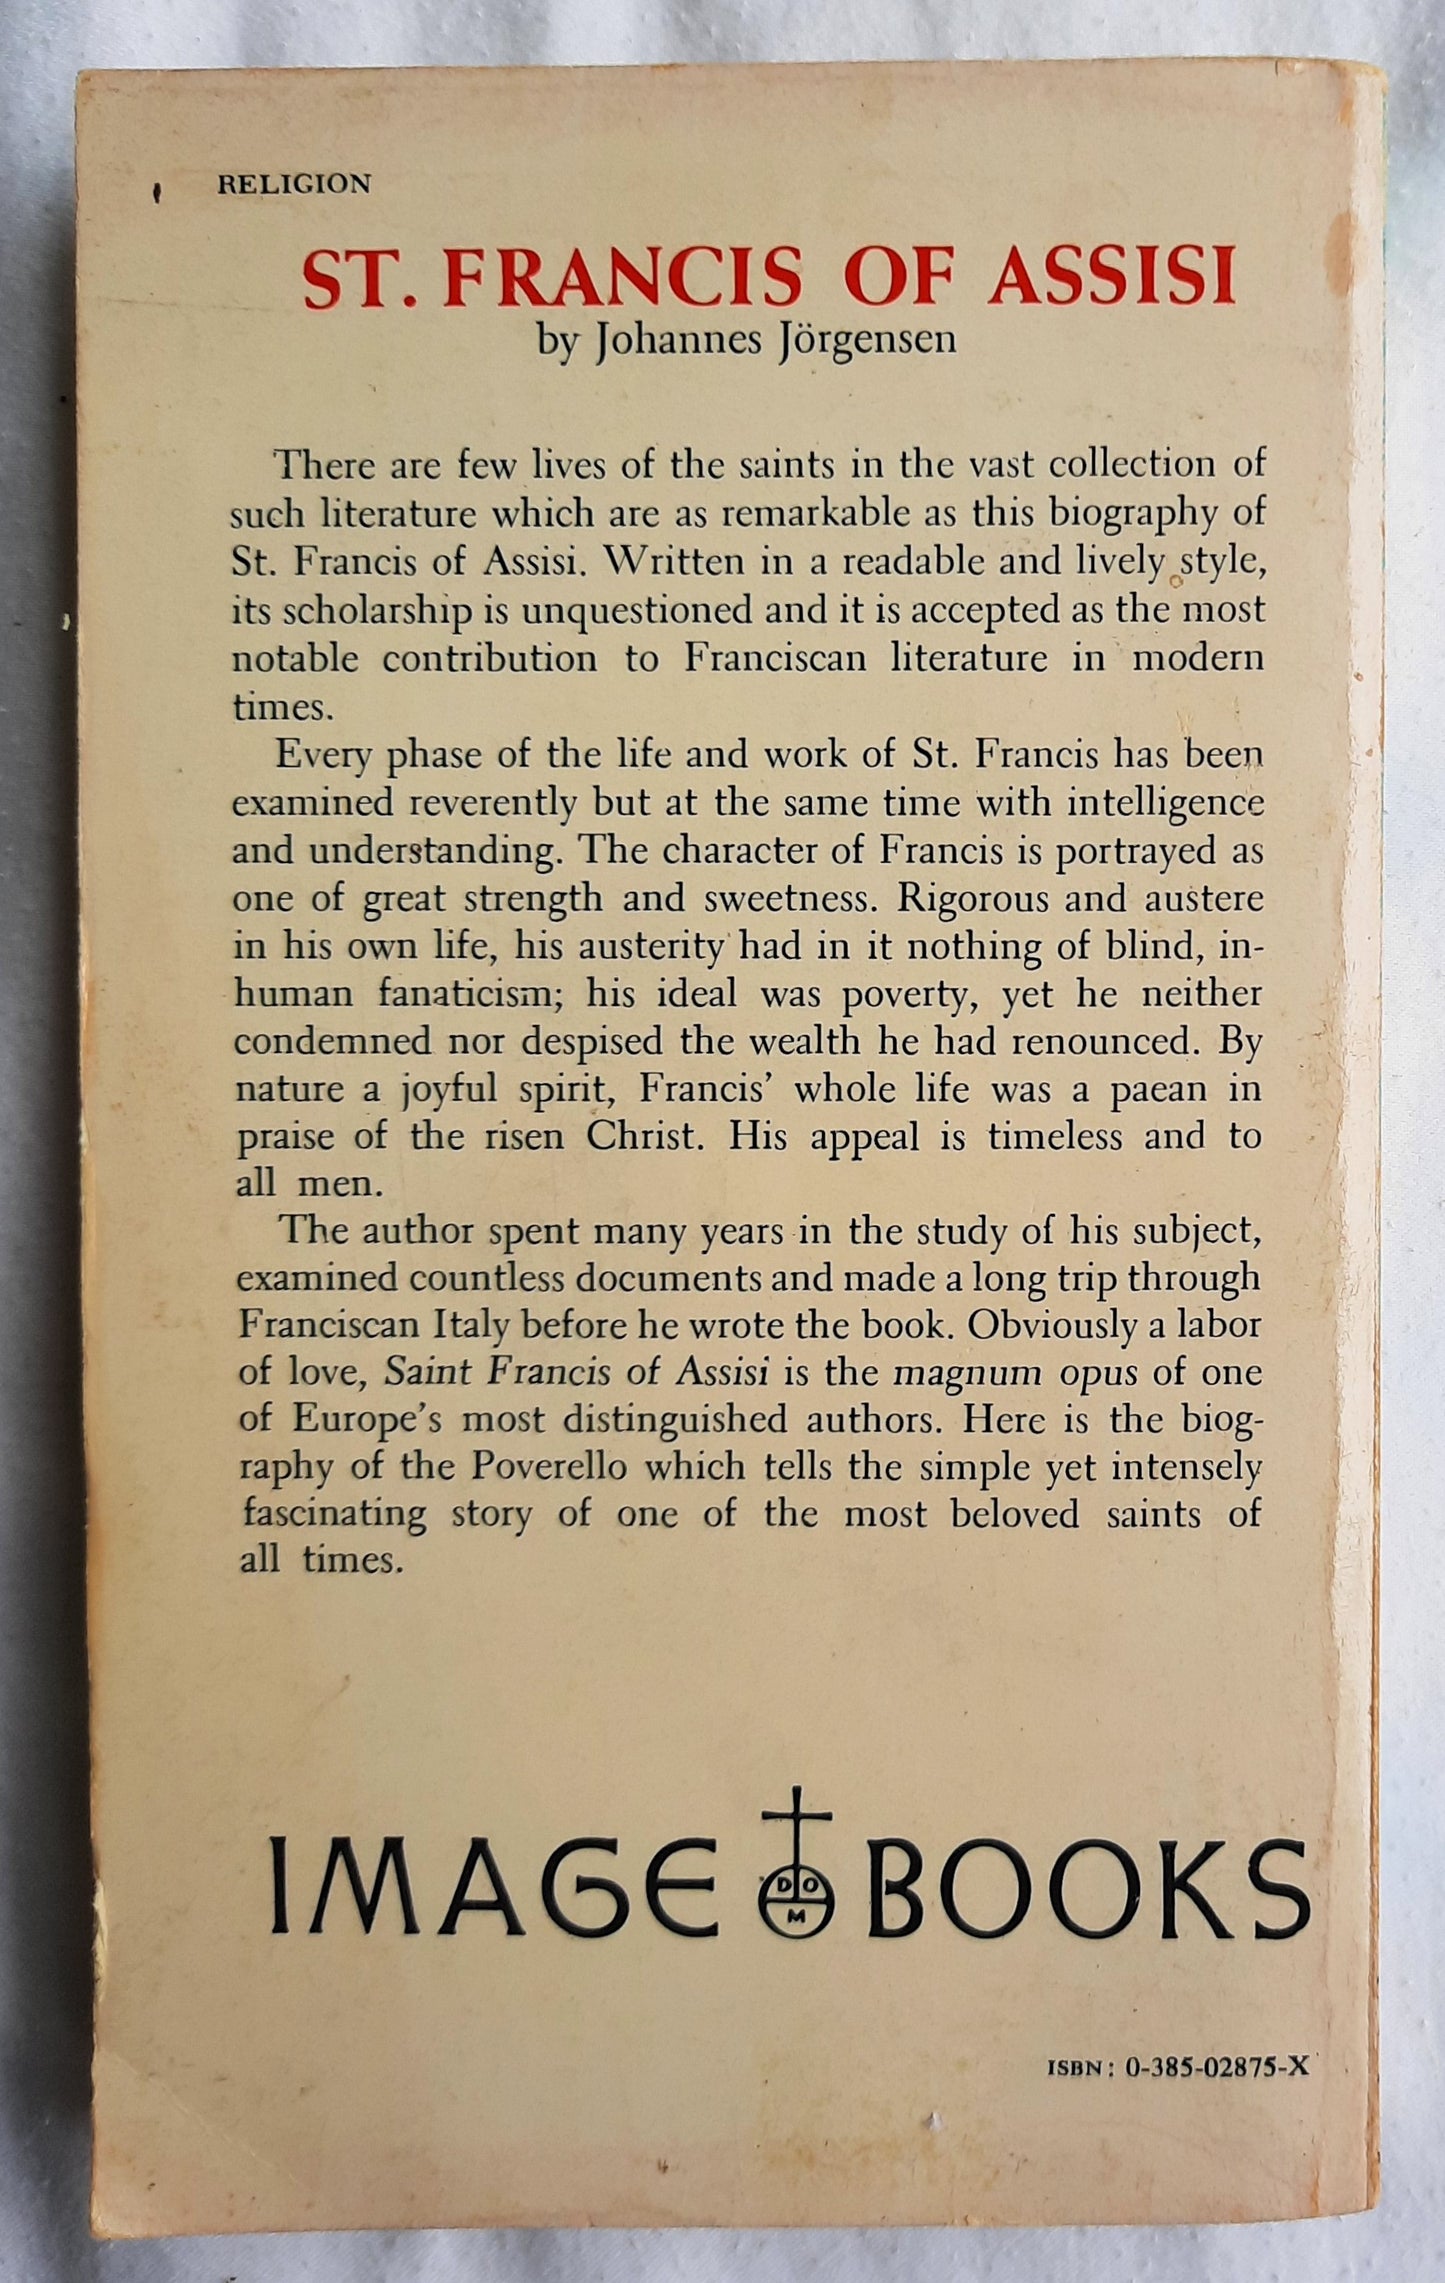 RELIGION
ST. FRANCIS OF ASSISI
by Johannes Jörgensen
There are few lives of the saints in the vast collection of
such literature which are as remarkable as this biography of
St. Francis of Assisi. Written in a readable and lively style,
its scholarship is unquestioned and it is accepted as the most
notable contribution to Franciscan literature in modern
times.
Every phase of the life and work of St. Francis has been
examined reverently but at the same time with intelligence
and understanding. The character of Francis is portrayed as
one of great strength and sweetness. Rigorous and austere
in his own life, his austerity had in it nothing of blind, in-
human fanaticism; his ideal was poverty, yet he neither
condemned nor despised the wealth he had renounced. By
nature a joyful spirit, Francis’ whole life was a paean in
praise of the risen Christ. His appeal is timeless and to
all men.
The author spent many years in the study of his subject,
examined countless documents and made a long trip through
Franciscan Italy before he wrote the book. Obviously a labor
of love, Saint Francis of Assisi is the magnum opus of one
of Europe’s most distinguished authors. Here is the biog-
raphy of the Poverello which tells the simple yet intensely
fascinating story of one of the most beloved saints of
all times.
IMAGE DOM BOOKS
ISBN: 0-385-02875-X